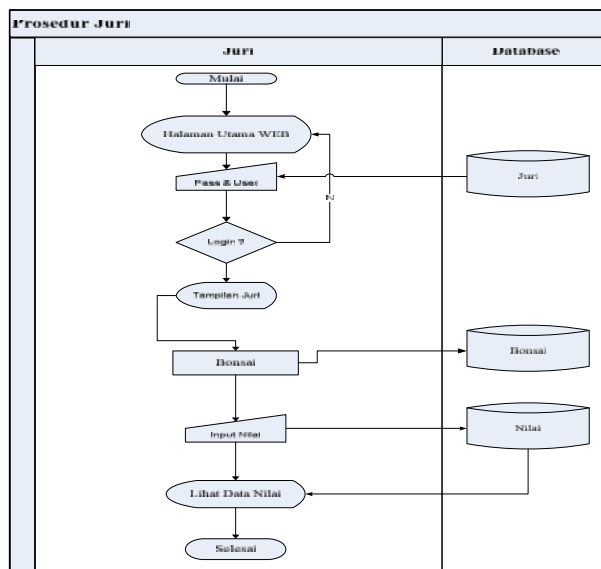 Prosedur Juri
Juri
Database
Mulai
Halaman Utama WEB
Pass & User
Juri
N
Login ?
Tampilan Juri
Bonsai
Bonsai
Input Nilai
Nilai
Lihat Data Nilai
Selesai